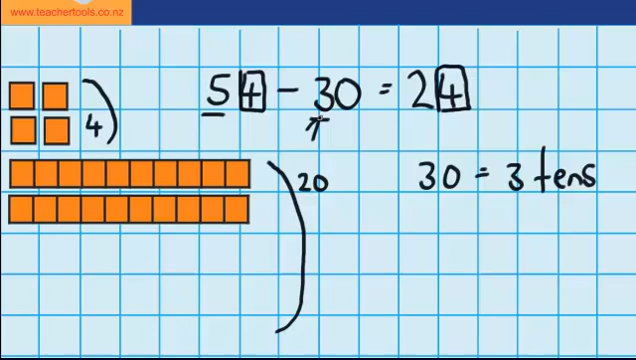 www.teachertools.co.nz
54 - 30 = 24
4
20
30 = 3 tens